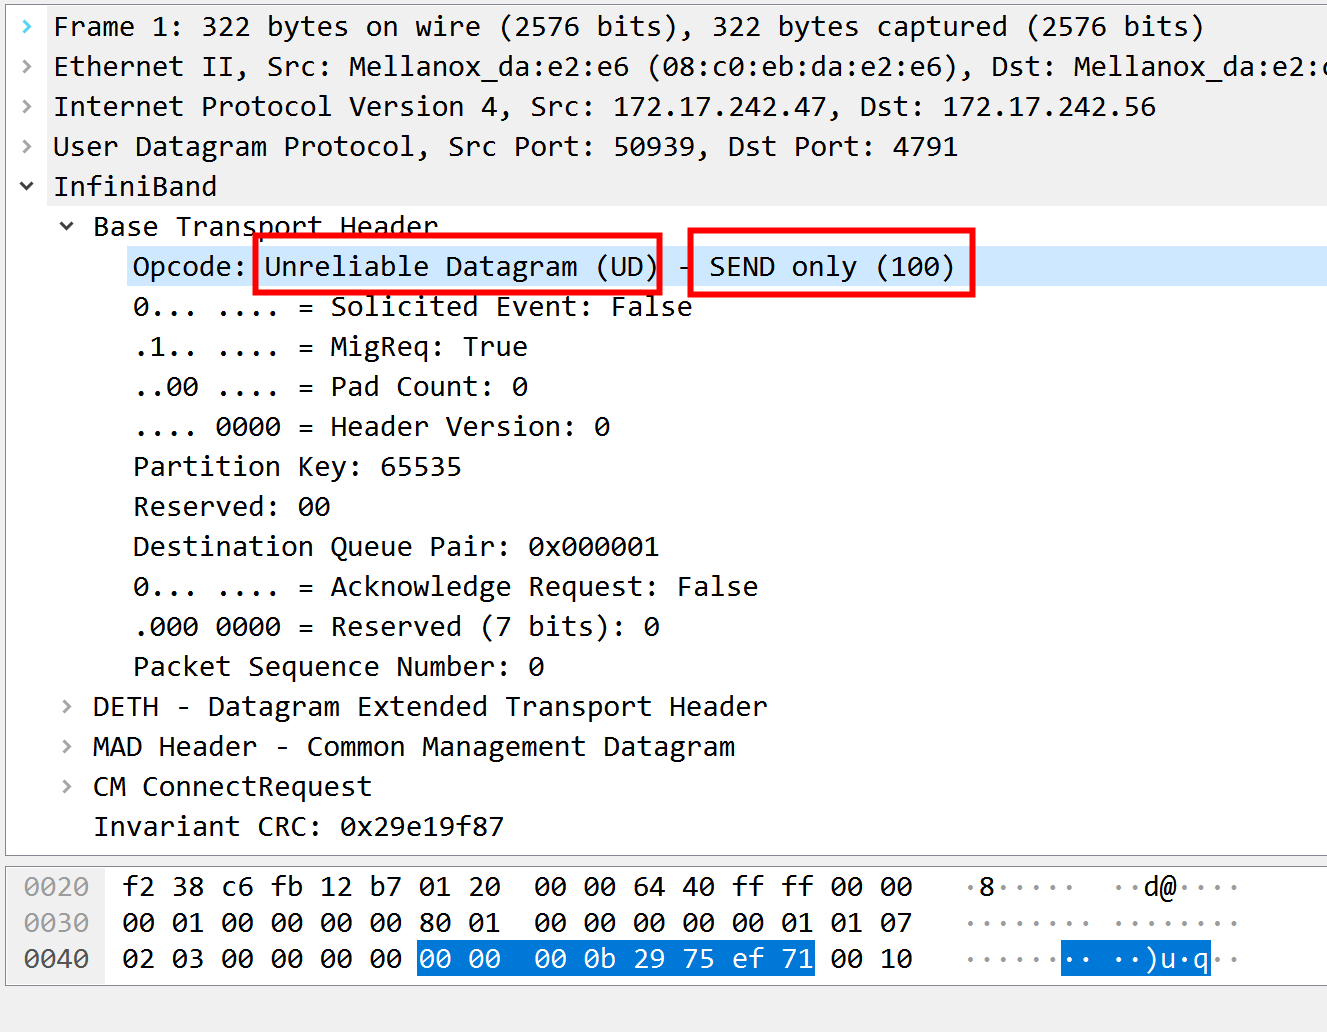 Frame 1: 322 bytes on wire (2576 bits), 322 bytes captured (2576 bits)
Ethernet II, Src: Mellanox_da:e2:e6 (08:c0:eb:da:e2:e6), Dst: Mellanox_da:e2:
Internet Protocol Version 4, Src: 172.17.242.47, Dst: 172.17.242.56
User Datagram Protocol, Src Port: 50939, Dst Port: 4791
InfiniBand
Base Transport Header
Opcode: Unreliable Datagram (UD) - SEND only (100)
0... .... = Solicited Event: False
.1.. .... = MigReq: True
..00 .... = Pad Count: 0
.... 0000 = Header Version: 0
Partition Key: 65535
Reserved: 00
Destination Queue Pair: 0x000001
0... .... = Acknowledge Request: False
.000 0000 = Reserved (7 bits): 0
Packet Sequence Number: 0
DETH - Datagram Extended Transport Header
MAD Header - Common Management Datagram
CM ConnectRequest
Invariant CRC: 0x29e19f87
0020 f2 38 c6 fb 12 b7 01 20 00 00 64 40 ff ff 00 00 ·8····· ··d@····
0030 00 01 00 00 00 00 80 01 00 00 00 00 00 01 01 07 ········ ········
0040 02 03 00 00 00 00 00 00 00 0b 29 75 ef 71 00 10 ········ ··)u·q··